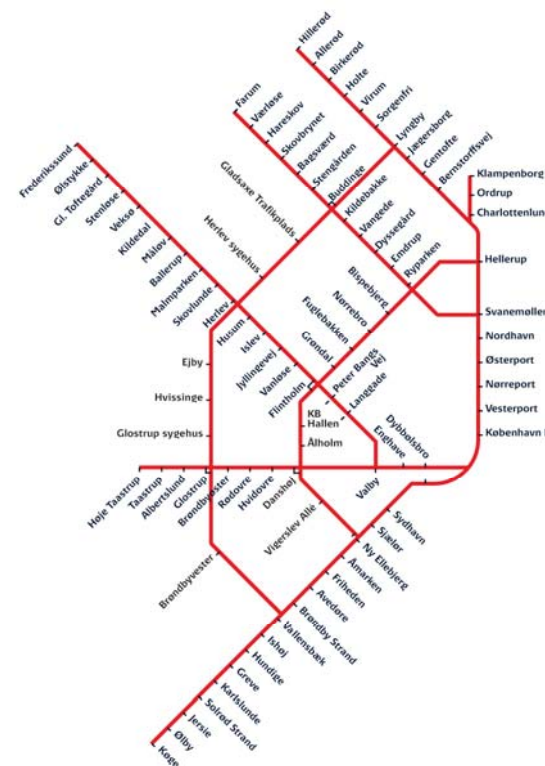 Hillerød
Allerød
Birkerød
Holte
Virum
Sorgenfri
Lyngby
Jægersborg
Gentofte
Bernstorffsvej
Klampenborg
Ordrup
Charlottenlun
Hellerup
Svanemøllen
Nordhavn
Østerport
Nørreport
Vesterport
København
Farum
Værløse
Hareskov
Skovbrynet
Bagsværd
Stengården
Buddinge
Kildebakke
Vangede
Dyssegård
Emdrup
Ryparken
Gladsaxe Trafikplads
Herlev sygehus
Bispebjerg
Nørrebro
Fuglebakken
Grøndal
Flintholm
Peter Bangs
Vej
Langgade
KB
Hallen
Ålholm
Frederikssund
Ølstykke
Gl. Toftegård
Stenløse
Veksø
Kildedal
Måløv
Ballerup
Malmparken
Skovlunde
Herlev
Husum
Islev
Jyllingevej
Vanløse
Ejby
Hvissinge
Glostrup sygehus
Høje Taastrup
Taastrup
Albertslund
Glostrup
Brøndbyøster
Rødovre
Hvidovre
Danshøj
Valby
Enghave
Dybbølsbro
Brøndbyvester
Vigerslev Allé
Sydhavn
Sjælør
Ny Ellebjerg
Åmarken
Friheden
Avedøre
Brøndby Strand
Vallensbæk
Ishøj
Hundige
Greve
Karlslunde
Solrød Strand
Jersie
Ølby
Køge